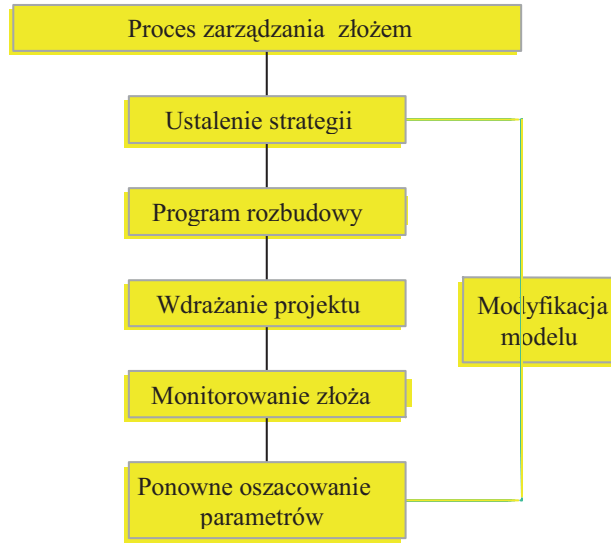 Proces zarządzania złożem
Ustalenie strategii
Program rozbudowy
Wdrażanie projektu
Modyfikacja
modelu
Monitorowanie złoża
Ponowne oszacowanie
parametrów